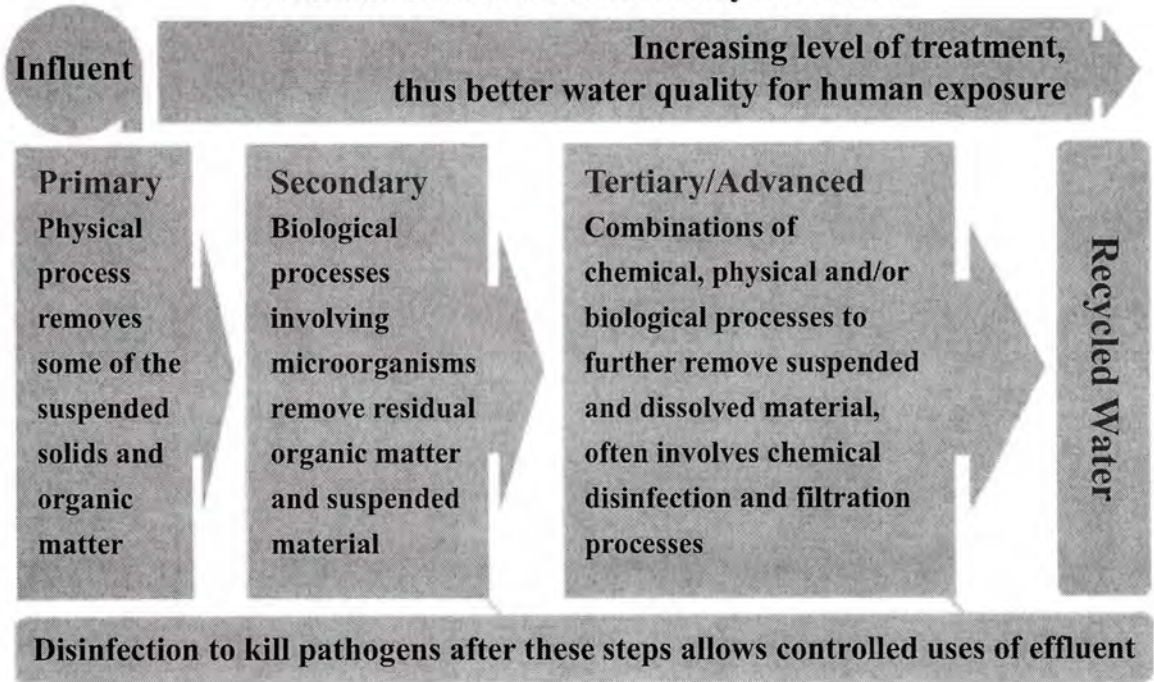 Influent
Increasing level of treatment,
thus better water quality for human exposure
Primary
Physical
process
removes
some of the
suspended
solids and
organic
matter
Secondary
Biological
processes
involving
microorganisms
remove residual
organic matter
and suspended
material
Tertiary/Advanced
Combinations of
chemical, physical and/or
biological processes to
further remove suspended
and dissolved material,
often involves chemical
disinfection and filtration
processes
Recycled Water
Disinfection to kill pathogens after these steps allows controlled uses of effluent